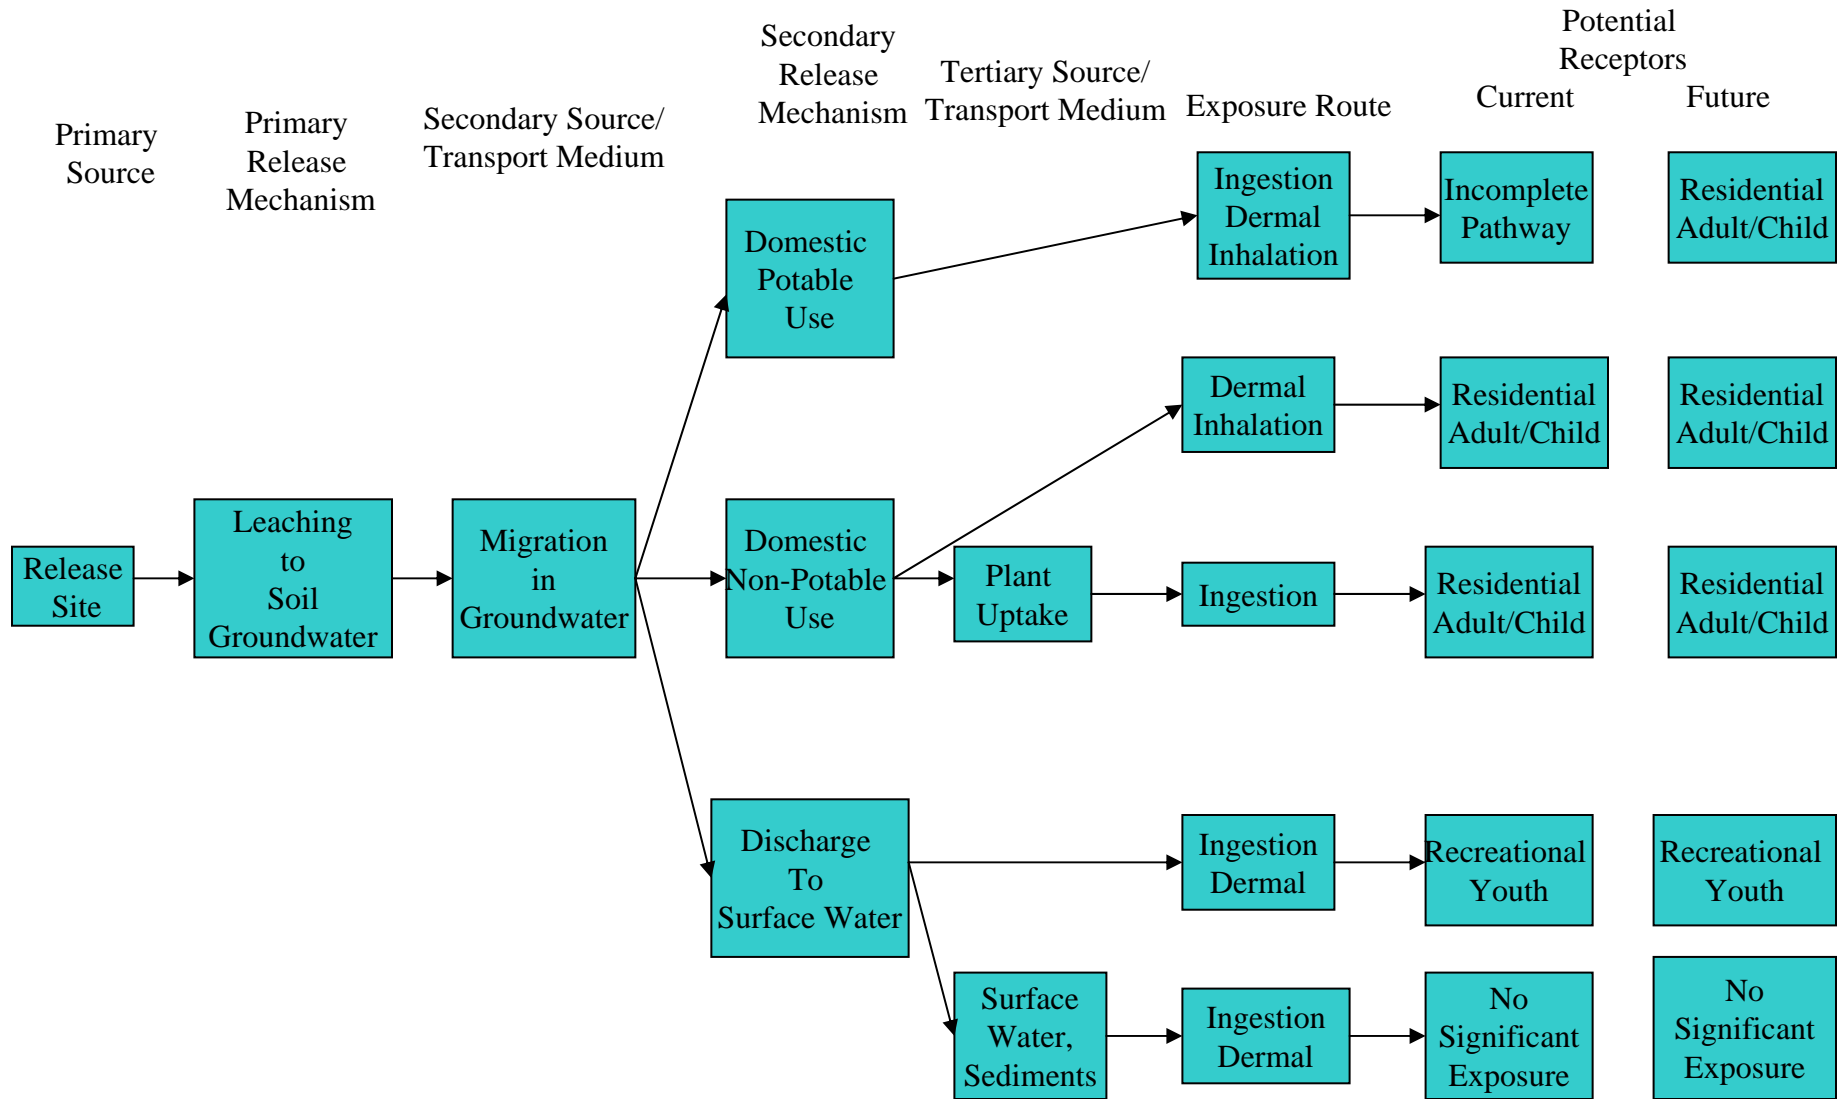 Primary
Source
Primary
Release
Mechanism
Secondary Source/
Transport Medium
Secondary
Release
Mechanism
Tertiary Source/
Transport Medium
Exposure Route
Potential
Receptors
Current
Future
Release
Site
Leaching
to
Soil
Groundwater
Migration
in
Groundwater
Domestic
Potable
Use
Ingestion
Dermal
Inhalation
Incomplete
Pathway
Residential
Adult/Child
Domestic
Non-Potable
Use
Dermal
Inhalation
Residential
Adult/Child
Residential
Adult/Child
Plant
Uptake
Ingestion
Residential
Adult/Child
Residential
Adult/Child
Discharge
To
Surface Water
Ingestion
Dermal
Recreational
Youth
Recreational
Youth
Surface
Water,
Sediments
Ingestion
Dermal
No
Significant
Exposure
No
Significant
Exposure